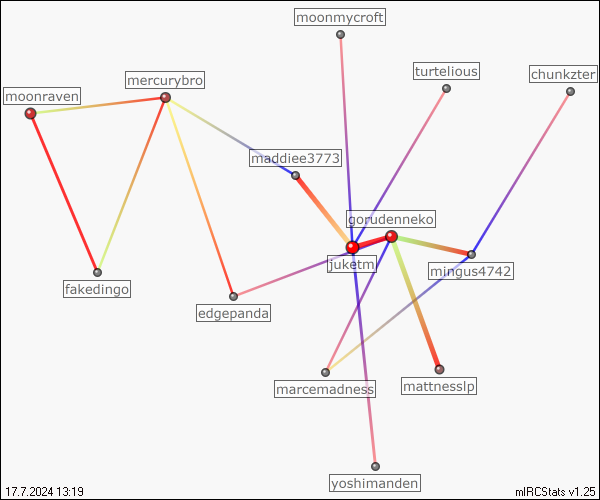 moonmycroft
turtelious
chunkzter
mercurybro
moonraven
maddiee3773
gorudenneko
juketm
mingus4742
fakedingo
edgepanda
marcemadness
mattnesslp
yoshimanden
17.7.2024 13:19
mIRCStats v1.25